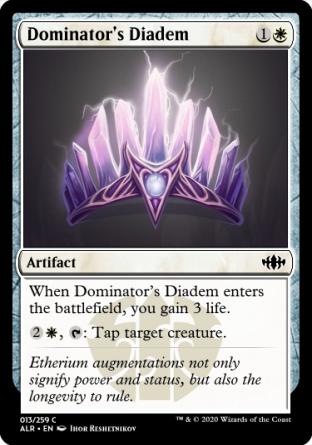 Dominator's Diadem 1
Artifact
When Dominator's Diadem enters
the battlefield, you gain 3 life.
2, : Tap target creature.
Etherium augmentations not only
signify power and status, but also the
longevity to rule.
013/259 C
ALR • EN Ihor Reshetnikov
™ & © 2020 Wizards of the Coast